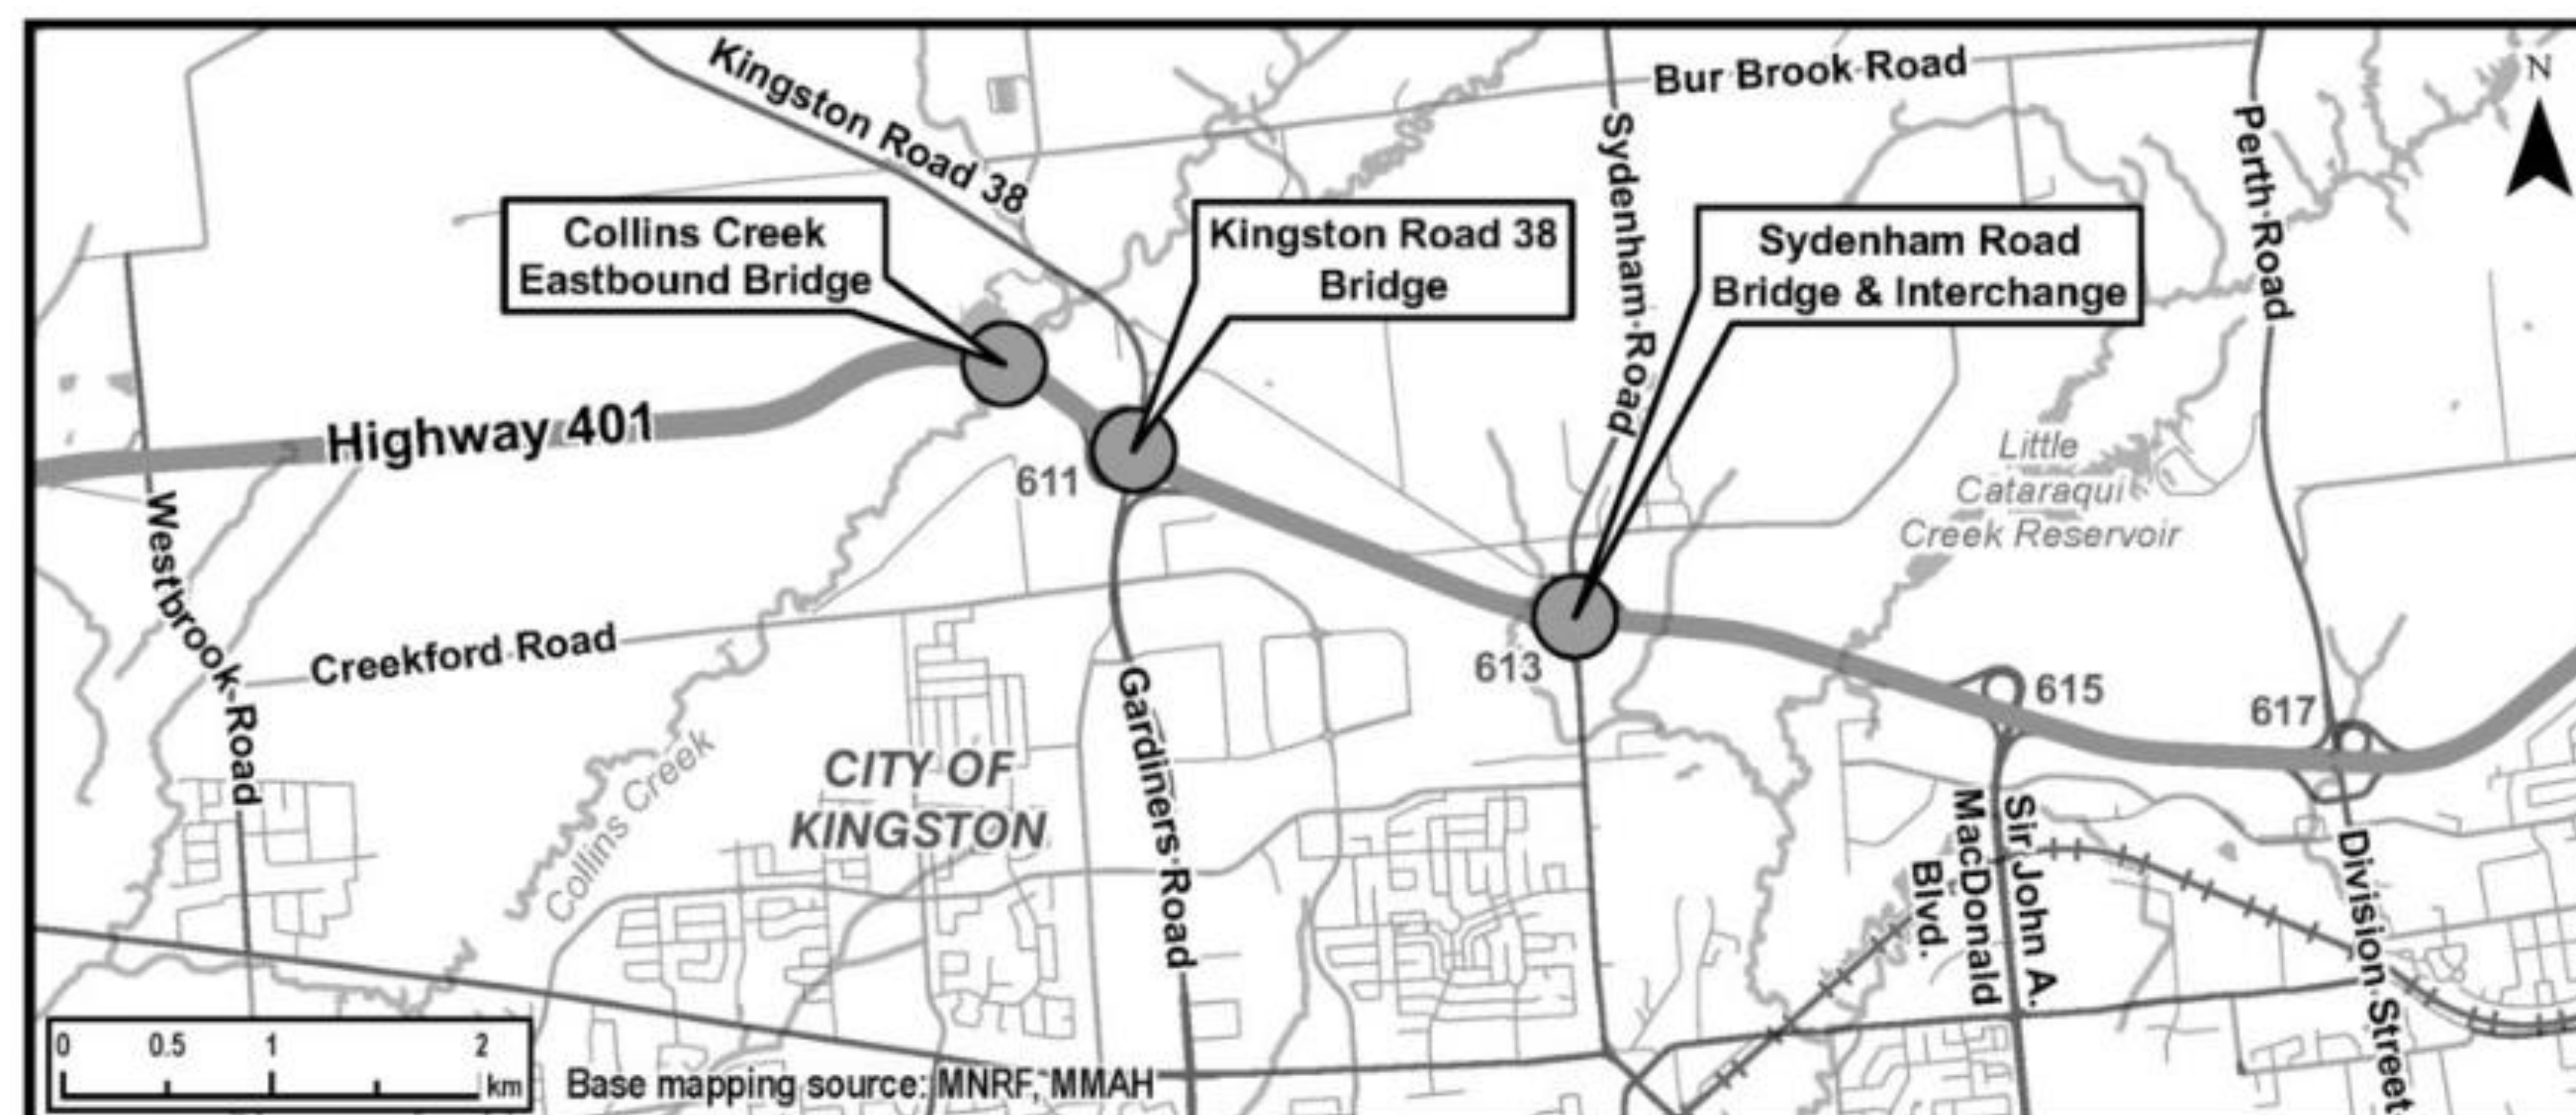 Kingston Road 38
Bur Brook Road
N
Sydenham Road
Perth Road
Collins Creek
Eastbound Bridge
Kingston Road 38
Bridge
Sydenham Road
Bridge & Interchange
Highway 401
611
Little
Cataraqui
Creek Reservoir
Westbrook Road
Creekford Road
613
615
617
Gardiners Road
Collins Creek
CITY OF
KINGSTON
Sir John A.
MacDonald
Blvd.
Division Street
0 0.5 1 2
km
Base mapping source: MNRF, MMAH